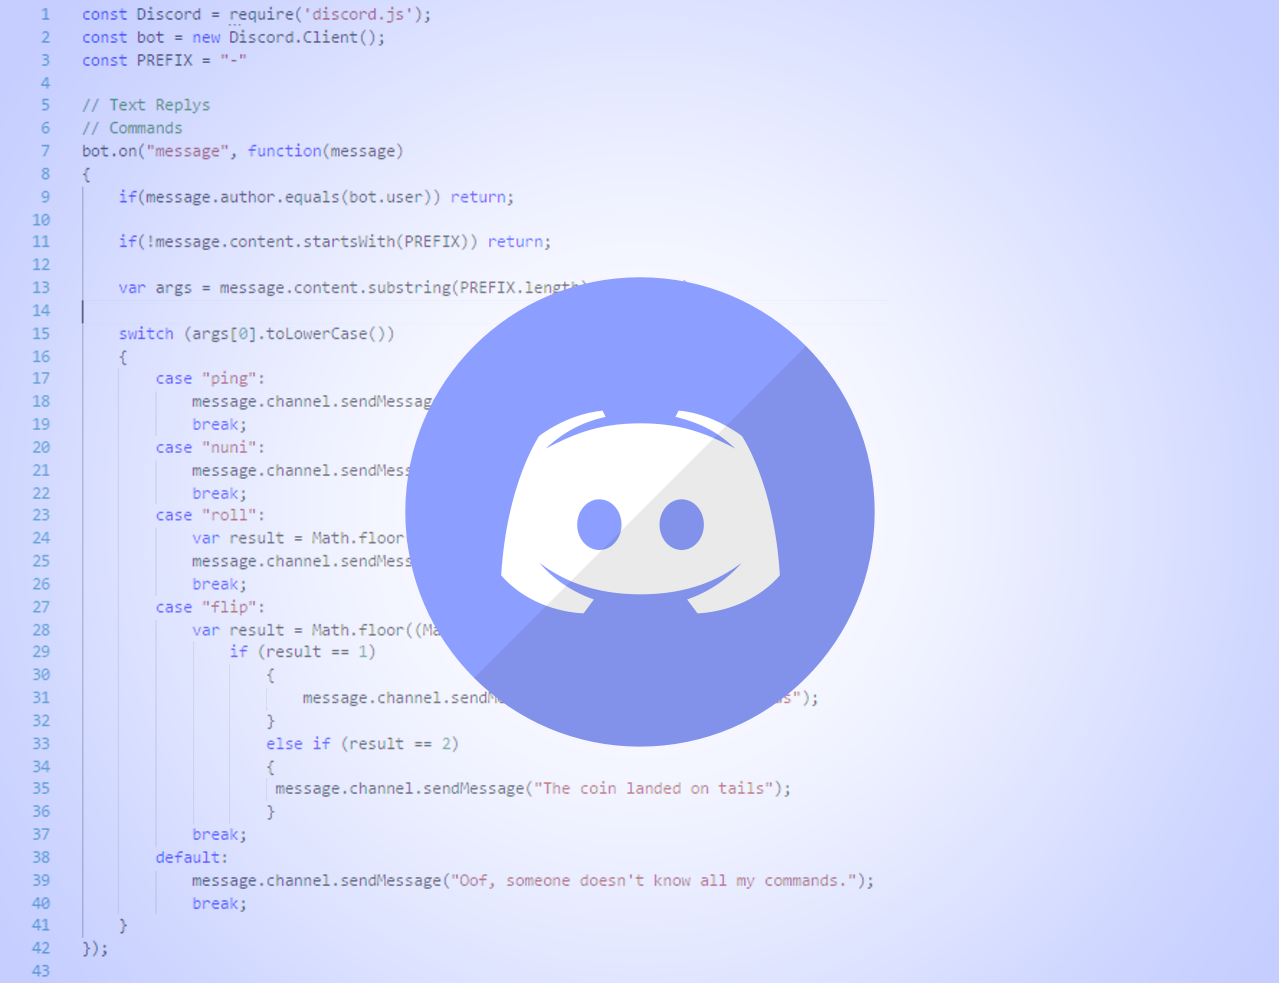 1 const Discord = require('discord.js');
2 const bot = new Discord.Client();
3 const PREFIX = "-"
4
5 // Text Replys
6 // Commands
7 bot.on("message", function(message)
8 {
9 if(message.author.equals(bot.user)) return;
10
11 if(!message.content.startsWith(PREFIX)) return;
12
13 var args = message.content.substring(PREFIX.length)
14
15 switch (args[0].toLowerCase())
16 {
17 case "ping":
18 message.channel.sendMessag
19 break;
20 case "nuni":
21 message.channel.sendMess
22 break;
23 case "roll":
24 var result = Math.floor
25 message.channel.sendMess
26 break;
27 case "flip":
28 var result = Math.floor((Ma
29 if (result == 1)
30 {
31 message.channel.sendM s");
32 }
33 else if (result == 2)
34 {
35 message.channel.sendMessage("The coin landed on tails");
36 }
37 break;
38 default:
39 message.channel.sendMessage("Oof, someone doesn't know all my commands.");
40 break;
41 }
42 });
43